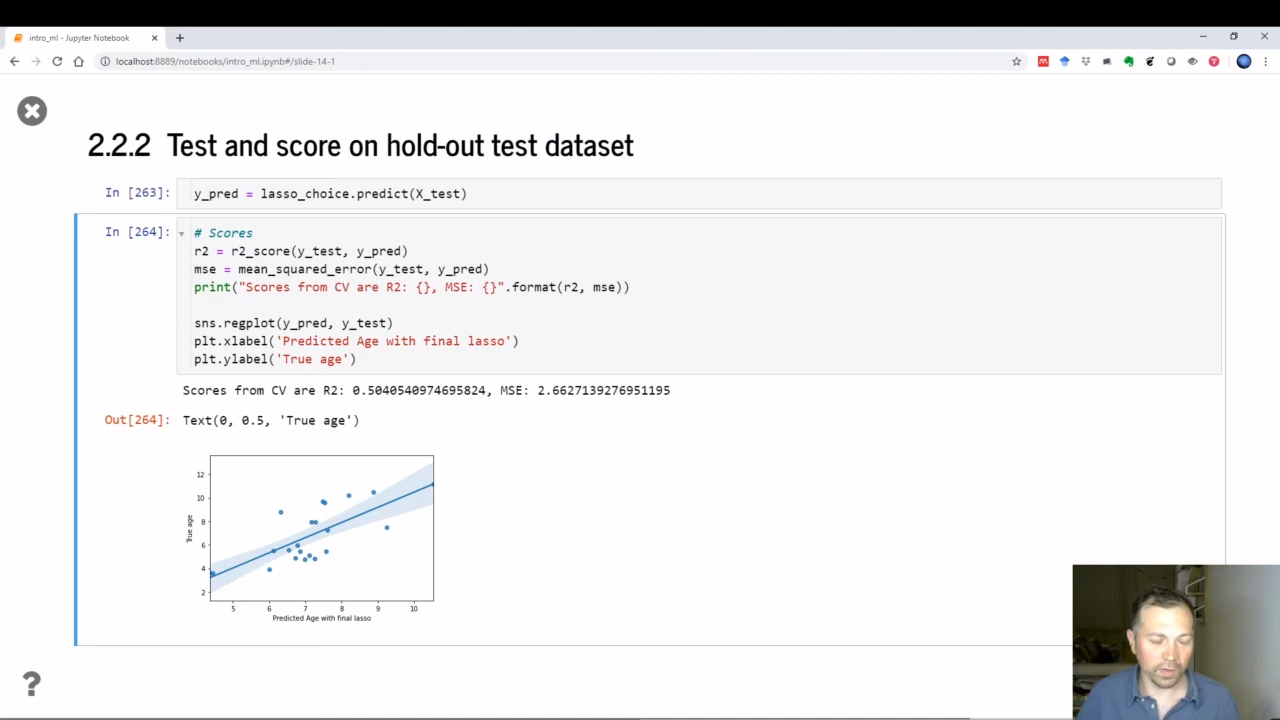 intro_ml - Jupyter Notebook
localhost:8889/notebooks/intro_ml.ipynb#/slide-14-1
2.2.2 Test and score on hold-out test dataset
In [263]: y_pred = lasso_choice.predict(X_test)
In [264]: # Scores
r2 = r2_score(y_test, y_pred)
mse = mean_squared_error(y_test, y_pred)
print("Scores from CV are R2: {}, MSE: {}".format(r2, mse))
sns.regplot(y_pred, y_test)
plt.xlabel('Predicted Age with final lasso')
plt.ylabel('True age')
Scores from CV are R2: 0.5040540974695824, MSE: 2.6627139276951195
Out[264]: Text(0, 0.5, 'True age')
12
10
8
6
4
2
True age
5 6 7 8 9 10
Predicted Age with final lasso
?